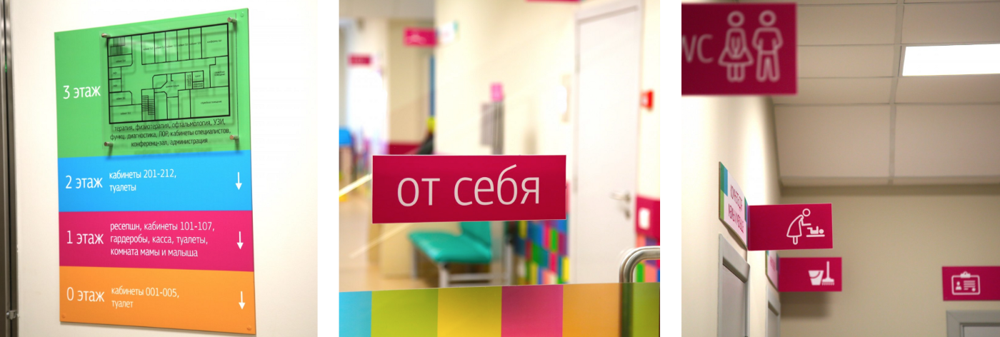 3 этаж
терапия, физиотерапия, офтальмология, УЗИ,
функц. диагностика, ЛОР, кабинеты специалистов,
конференц-зал, администрация
2 этаж
кабинеты 201-212,
туалеты
1 этаж
ресепшн, кабинеты 101-107,
гардеробы, касса, туалеты,
комната мамы и малыша
0 этаж
кабинеты 001-005,
туалет
от себя
WC